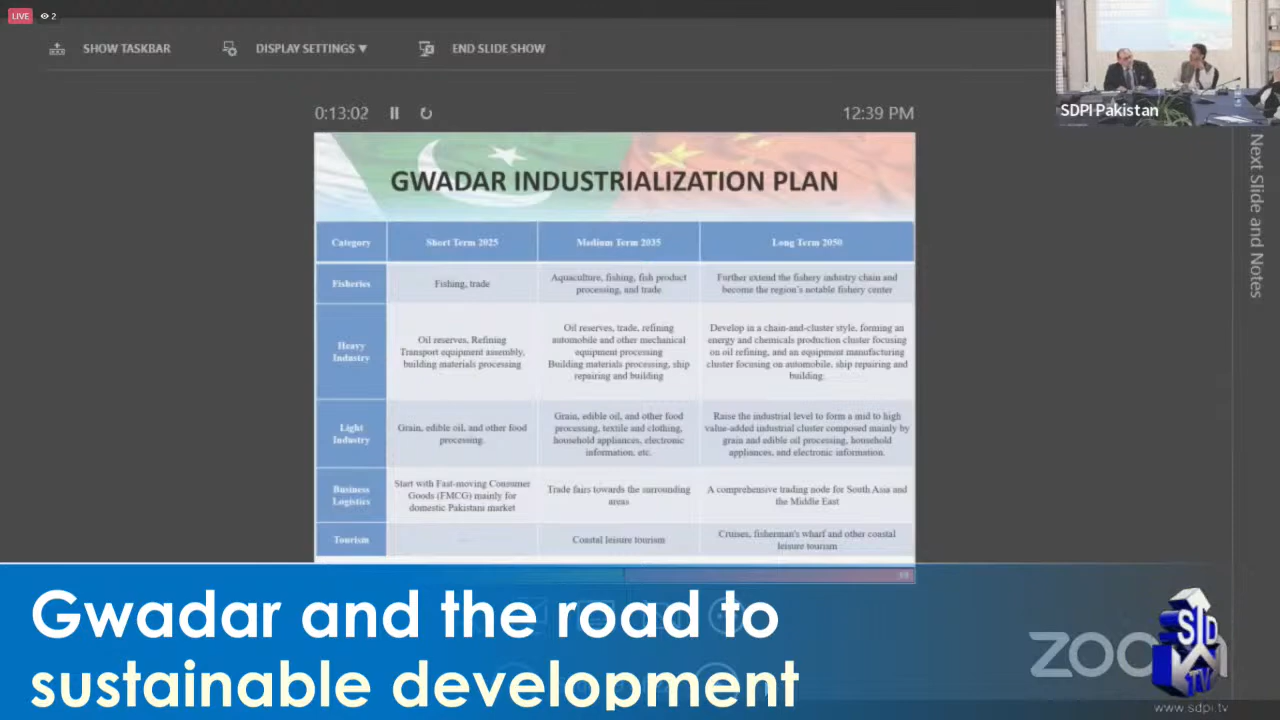 LIVE 2
SHOW TASKBAR DISPLAY SETTINGS ▼ END SLIDE SHOW
SDPI Pakistan
0:13:02 12:39 PM
Next Slide and Notes
GWADAR INDUSTRIALIZATION PLAN
Category Short Term 2025 Medium Term 2035 Long Term 2050
Fisheries
Fishing, trade
Aquaculture, fishing, fish product
processing, and trade
Further extend the fishery industry chain and
become the region's notable fishery center
Heavy
Industry
Oil reserves, Refining
Transport equipment assembly,
building materials processing
Oil reserves, trade, refining
automobile and other mechanical
equipment processing
Building materials processing, ship
repairing and building
Develop in a chain-and-cluster style, forming an
energy and chemicals production cluster focusing
on oil refining, and an equipment manufacturing
cluster focusing on automobile, ship repairing and
building.
Light
Industry
Grain, edible oil, and other food
processing.
Grain, edible oil, and other food
processing, textile and clothing,
household appliances, electronic
information, etc.
Raise the industrial level to form a mid to high
value-added industrial cluster composed mainly by
grain and edible oil processing, household
appliances, and electronic information.
Business
Logistics
Start with Fast-moving Consumer
Goods (FMCG) mainly for
domestic Pakistani market
Trade fairs towards the surrounding
areas
A comprehensive trading node for South Asia and
the Middle East
Tourism
Coastal leisure tourism
Cruises, fisherman's wharf and other coastal
leisure tourism
Gwadar and the road to
sustainable development
zoom
SD
TV
www.sdpi.tv